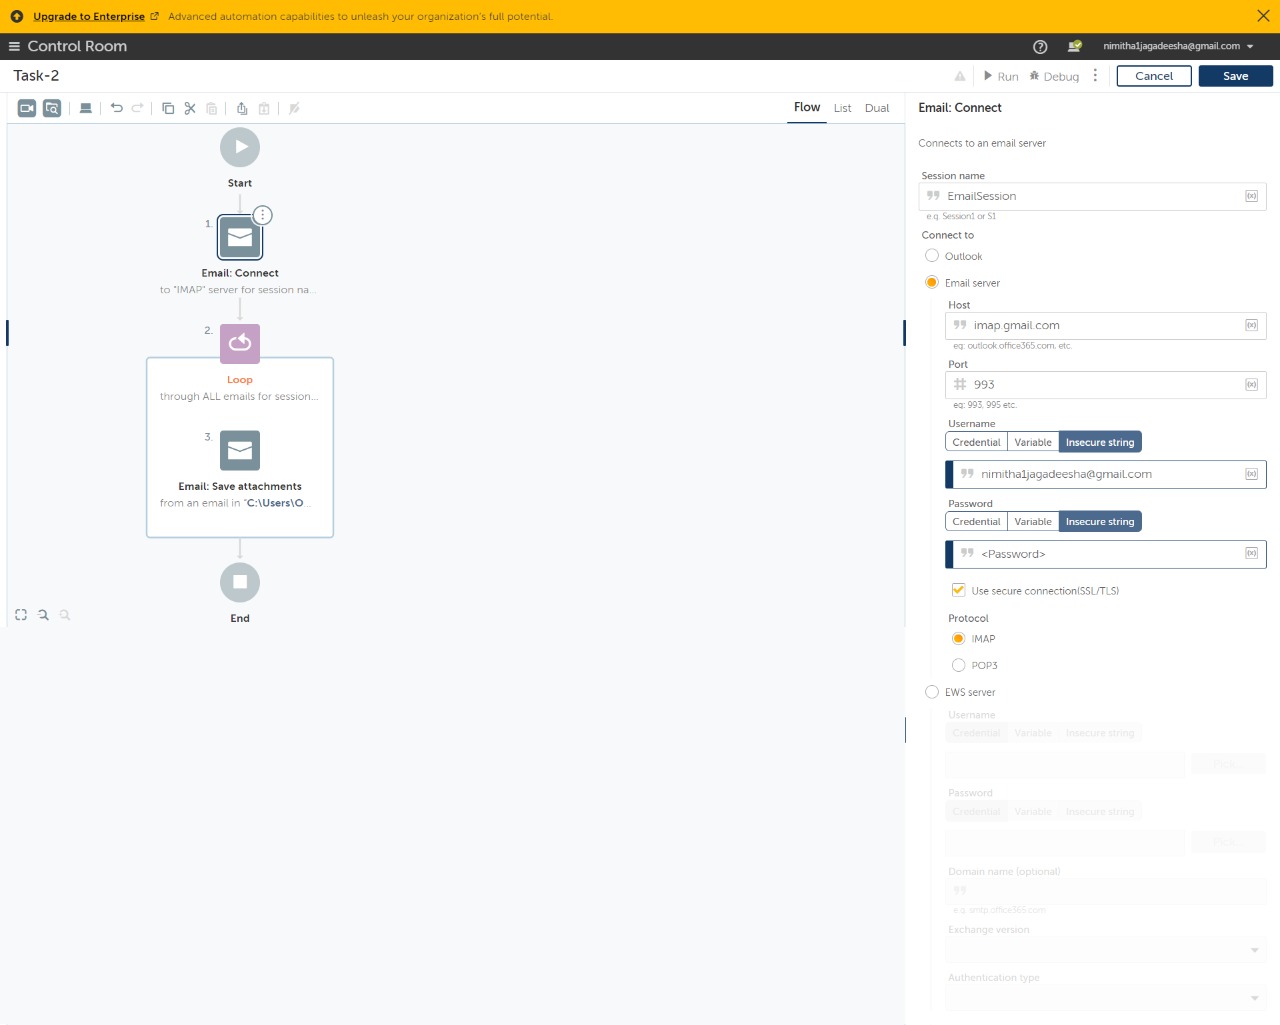 Upgrade to Enterprise Advanced automation capabilities to unleash your organization's full potential.
Control Room
nimitha1jagadeesha@gmail.com
Task-2
Run Debug Cancel Save
Flow List Dual
Start
1.
Email: Connect
to "IMAP" server for session na...
2.
Loop
through ALL emails for session...
3.
Email: Save attachments
from an email in "C:\Users\O...
End
Email: Connect
Connects to an email server
Session name
EmailSession
e.g. Session1 or S1
Connect to
Outlook
Email server
Host
imap.gmail.com
eg: outlook.office365.com, etc.
Port
993
eg: 993, 995 etc.
Username
Credential Variable Insecure string
nimitha1jagadeesha@gmail.com
Password
Credential Variable Insecure string
<Password>
Use secure connection(SSL/TLS)
Protocol
IMAP
POP3
EWS server
Username
Credential Variable Insecure string
Password
Credential Variable Insecure string
Domain name (optional)
e.g. smtp.office365.com
Exchange version
Authentication type